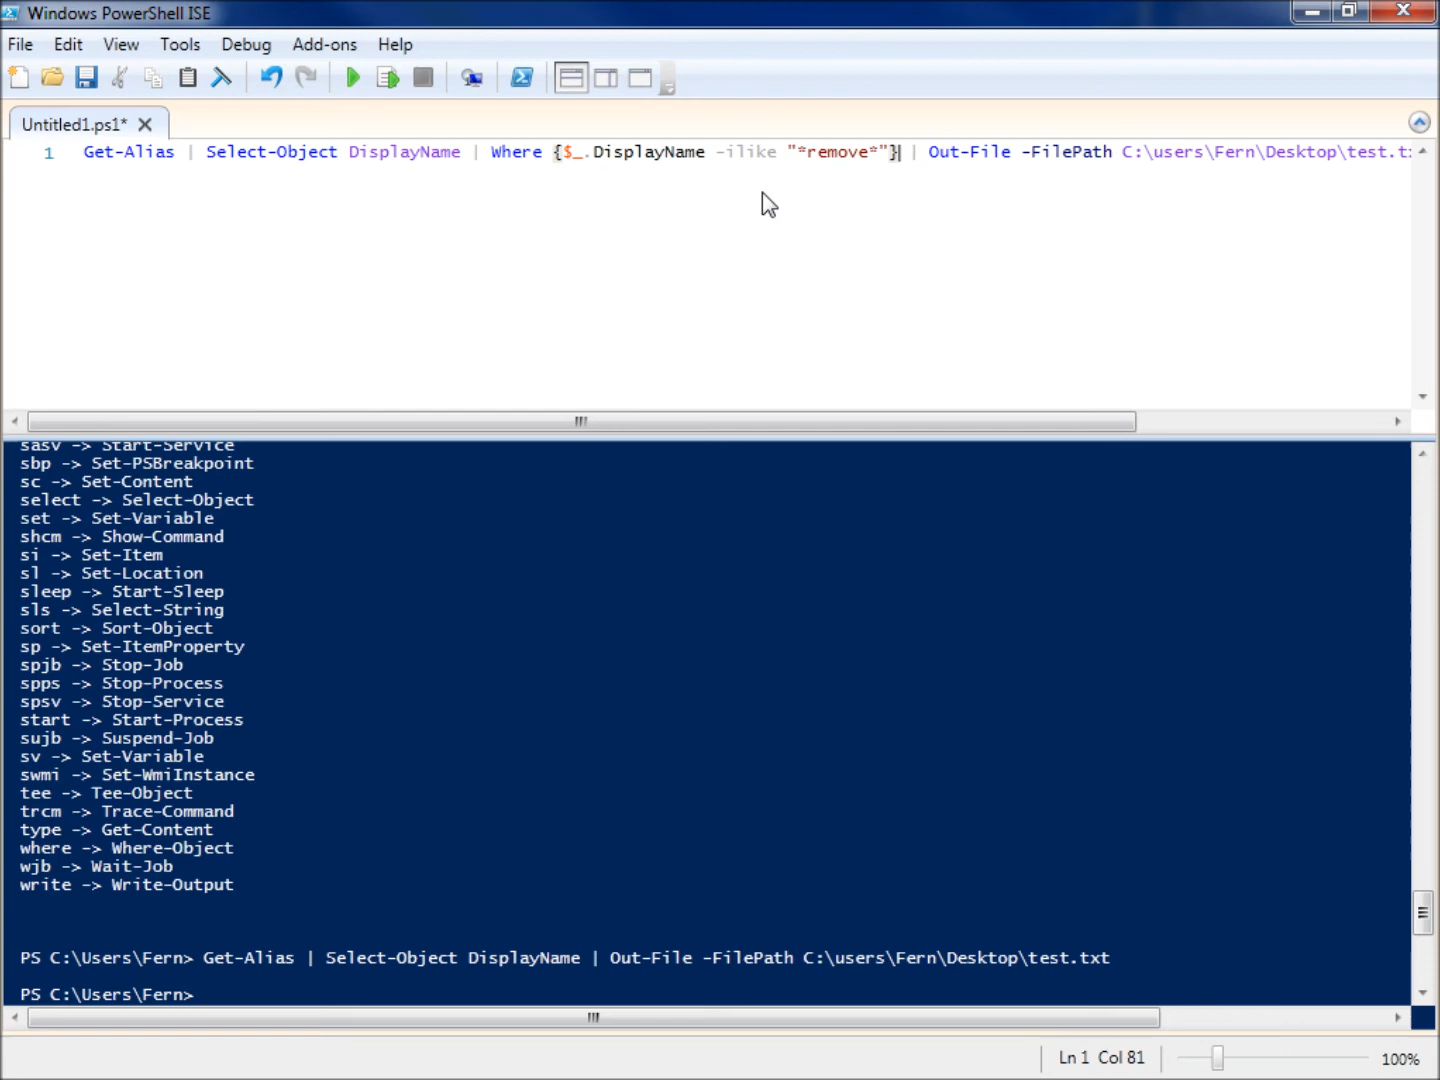 Windows PowerShell ISE
File Edit View Tools Debug Add-ons Help
Untitled1.ps1*
1 Get-Alias | Select-Object DisplayName | Where {$_.DisplayName -ilike "*remove*"} | Out-File -FilePath C:\users\Fern\Desktop\test.tx
sasv -> Start-Service
sbp -> Set-PSBreakpoint
sc -> Set-Content
select -> Select-Object
set -> Set-Variable
shcm -> Show-Command
si -> Set-Item
sl -> Set-Location
sleep -> Start-Sleep
sls -> Select-String
sort -> Sort-Object
sp -> Set-ItemProperty
spjb -> Stop-Job
spps -> Stop-Process
spsv -> Stop-Service
start -> Start-Process
sujb -> Suspend-Job
sv -> Set-Variable
swmi -> Set-WmiInstance
tee -> Tee-Object
trcm -> Trace-Command
type -> Get-Content
where -> Where-Object
wjb -> Wait-Job
write -> Write-Output
PS C:\Users\Fern> Get-Alias | Select-Object DisplayName | Out-File -FilePath C:\users\Fern\Desktop\test.txt
PS C:\Users\Fern>
Ln 1 Col 81 100%